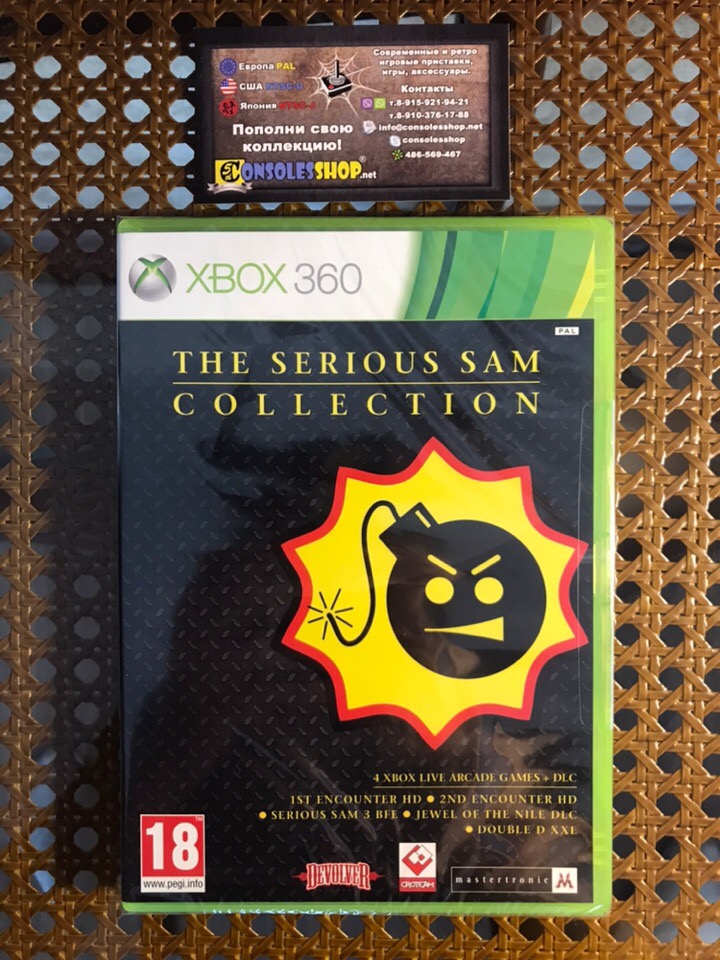 Европа PAL
США NTSC-U
Япония NTSC-J
Пополни свою
коллекцию!
CONSOLESSHOP®.net
Современные и ретро
игровые приставки,
игры, аксессуары.
Контакты
т.8-915-921-94-21
т.8-910-376-17-88
info@consolesshop.net
consolesshop
486-569-467
XBOX 360
PAL
THE SERIOUS SAM
COLLECTION
4 XBOX LIVE ARCADE GAMES + DLC
1ST ENCOUNTER HD ● 2ND ENCOUNTER HD
● SERIOUS SAM 3 BFE ● JEWEL OF THE NILE DLC
● DOUBLE D XXL
18
www.pegi.info
DEVOLVER
CROTEAM
mastertronic M